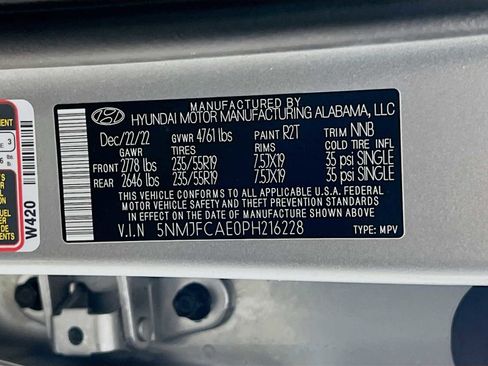 MANUFACTURED BY
HYUNDAI MOTOR MANUFACTURING ALABAMA, LLC
Dec/22/22 GVWR 4761 lbs PAINT R2T TRIM NNB
GAWR TIRES RIMS COLD TIRE INFL
FRONT 2778 lbs 235/55R19 7.5JX19 35 psi SINGLE
REAR 2646 lbs 235/55R19 7.5JX19 35 psi SINGLE
THIS VEHICLE CONFORMS TO ALL APPLICABLE U.S.A. FEDERAL
MOTOR VEHICLE SAFETY, BUMPER, AND THEFT PREVENTION STANDARDS
IN EFFECT ON THE DATE OF MANUFACTURE SHOWN ABOVE.
V.I.N 5NMJFCAE0PH216228 TYPE: MPV
W420
3